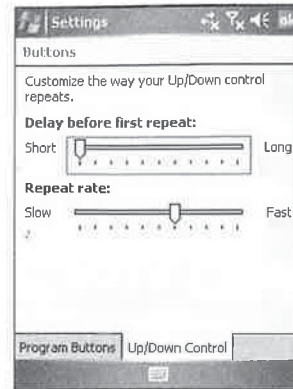 Settings
ok
Buttons
Customize the way your Up/Down control
repeats.
Delay before first repeat:
Short Long
Repeat rate:
Slow Fast
Program Buttons Up/Down Control